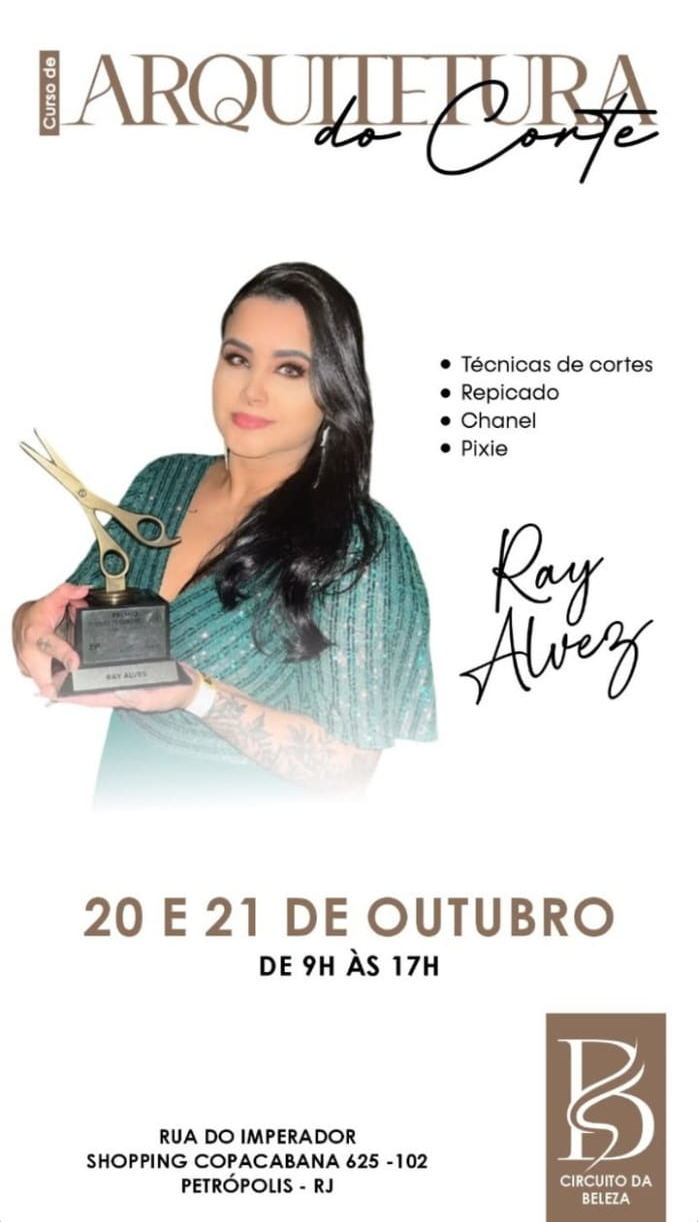 Curso de
ARQUITETURA
do Corte
• Técnicas de cortes
• Repicado
• Chanel
• Pixie
Ray
Alvez
RAY ALVES
20 E 21 DE OUTUBRO
DE 9H ÀS 17H
RUA DO IMPERADOR
SHOPPING COPACABANA 625 -102
PETRÓPOLIS - RJ
B
CIRCUITO DA
BELEZA